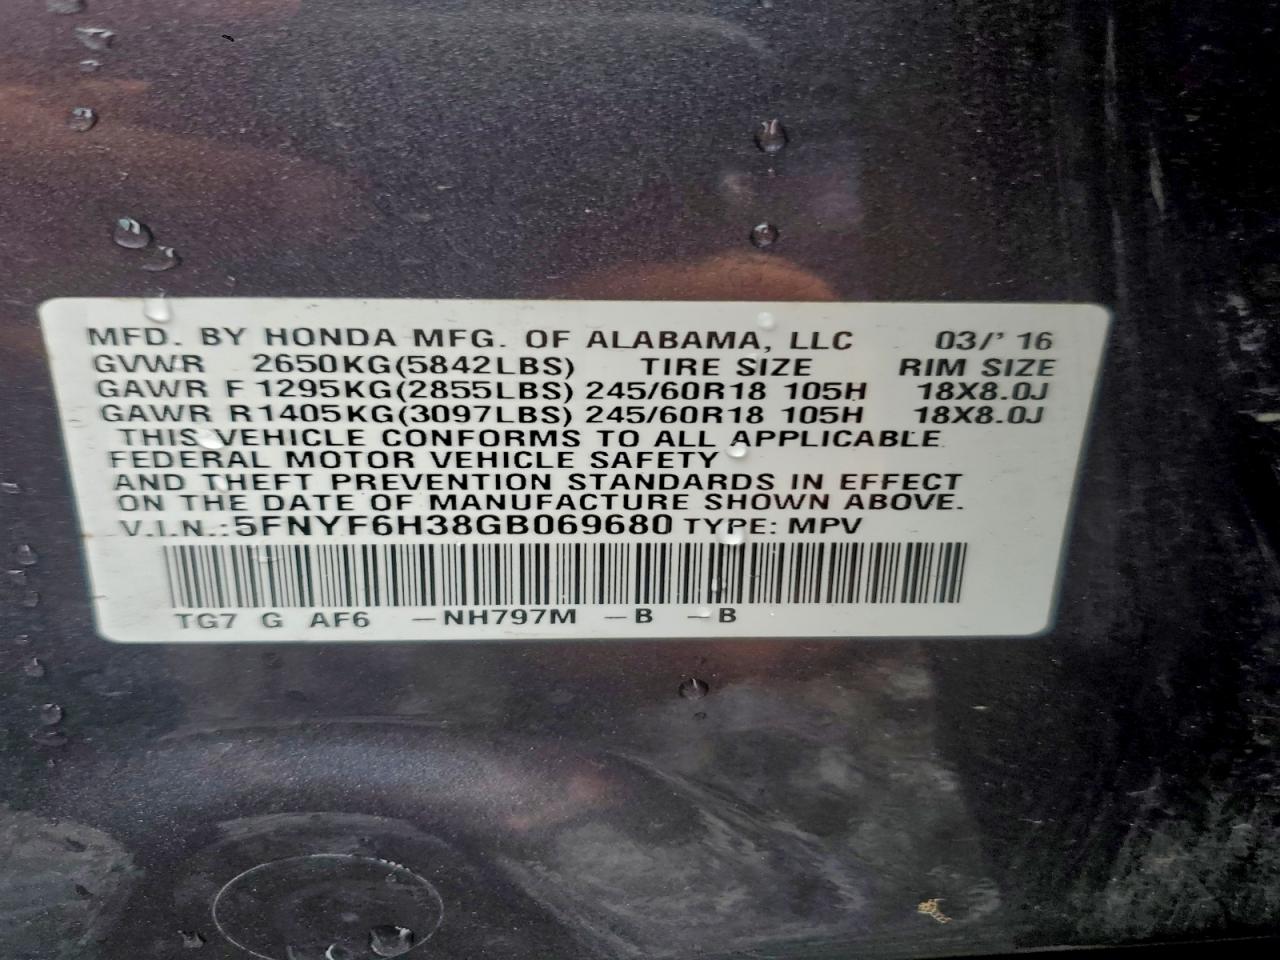 MFD. BY HONDA MFG. OF ALABAMA, LLC 03/' 16
GVWR 2650KG(5842LBS) TIRE SIZE RIM SIZE
GAWR F 1295KG(2855LBS) 245/60R18 105H 18X8.0J
GAWR R1405KG(3097LBS) 245/60R18 105H 18X8.0J
THIS VEHICLE CONFORMS TO ALL APPLICABLE
FEDERAL MOTOR VEHICLE SAFETY
AND THEFT PREVENTION STANDARDS IN EFFECT
ON THE DATE OF MANUFACTURE SHOWN ABOVE.
V.I.N.:5FNYF6H38GB069680 TYPE: MPV
TG7 G AF6 –NH797M –B –B